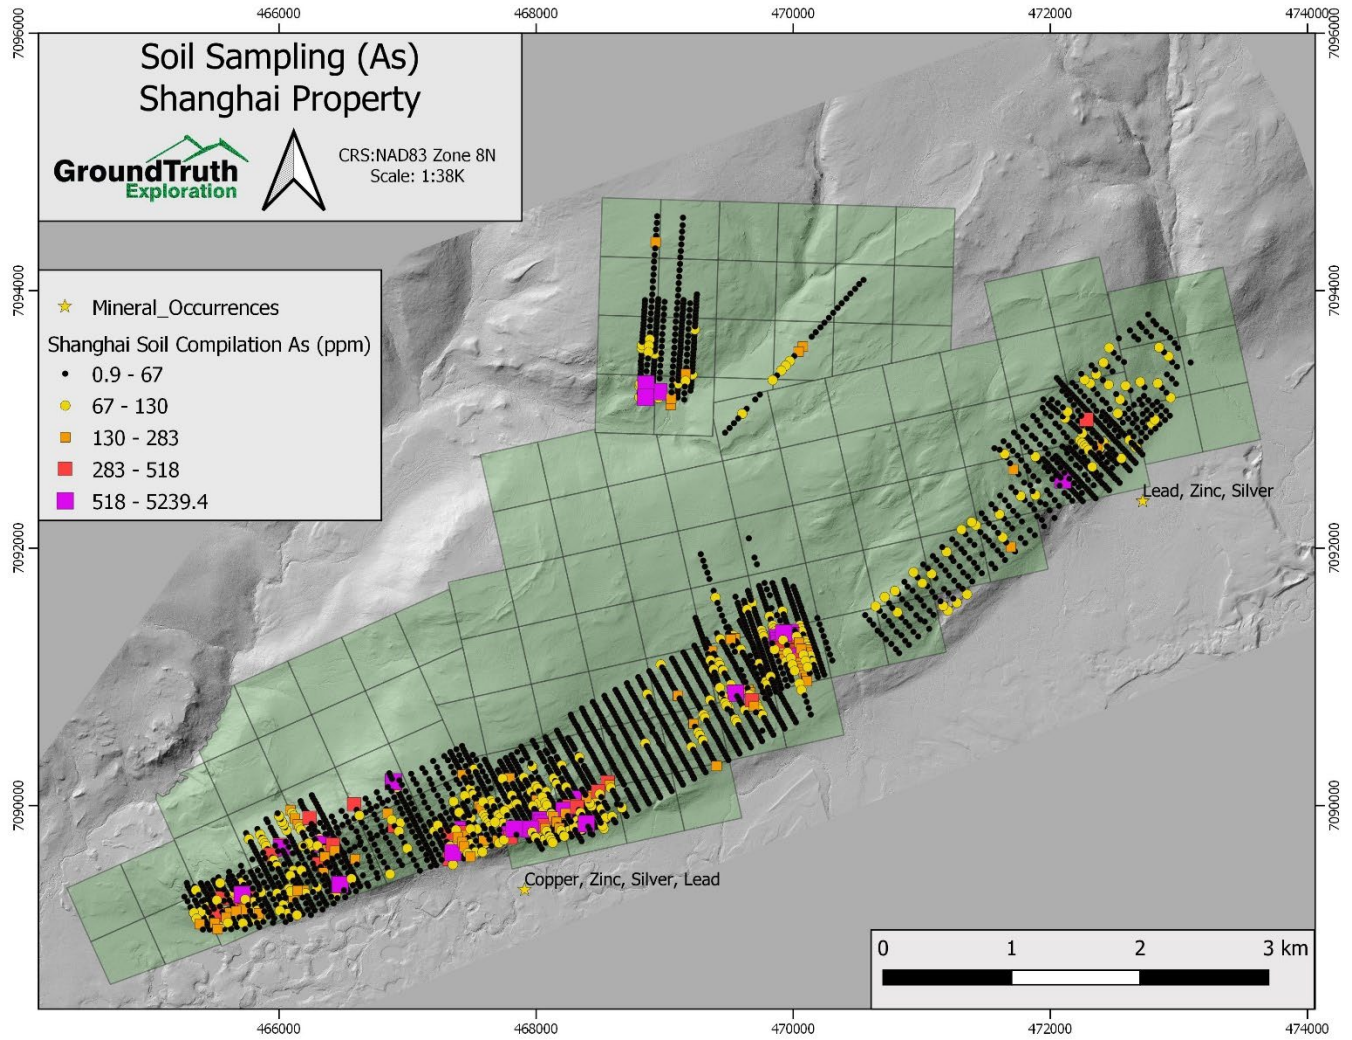 466000 468000 470000 472000 4740000
7096000 7096000
Soil Sampling (As)
Shanghai Property
GroundTruth
Exploration
CRS:NAD83 Zone 8N
Scale: 1:38K
7094000 7094000
Mineral_Occurrences
Shanghai Soil Compilation As (ppm)
0.9 - 67
67 - 130
130 - 283
283 - 518
518 - 5239.4
Lead, Zinc, Silver
7092000 7092000
7090000 7090000
Copper, Zinc, Silver, Lead
0 1 2 3 km
466000 468000 470000 472000 474000